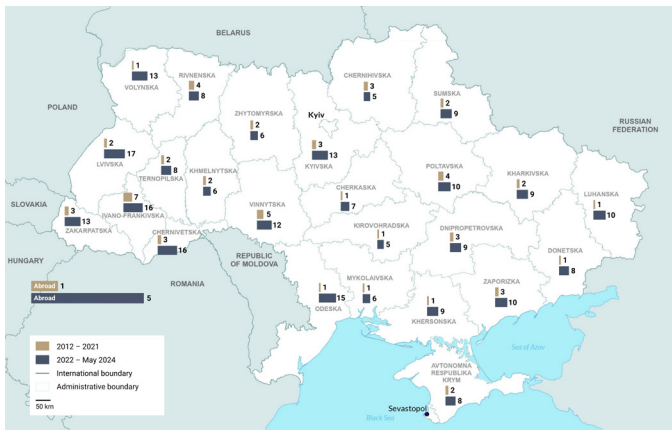 BELARUS
POLAND
RUSSIAN
FEDERATION
SLOVAKIA
HUNGARY
ROMANIA
REPUBLIC
OF MOLDOVA
1
13
VOLYNSKA
RIVNENSKA
4
8
ZHYTOMYRSKA
2
6
Kyiv
3
13
KYIVSKA
CHERNIHIVSKA
3
5
SUMSKA
2
9
2
17
LVIVSKA
2
8
TERNOPILSKA
KHMELNYTSKA
2
6
VINNYTSKA
5
12
CHERKASKA
1
7
POLTAVSKA
4
10
KHARKIVSKA
2
9
LUHANSKA
1
10
3
13
ZAKARPATSKA
7
16
IVANO-FRANKIVSKA
CHERNIVETSKA
3
16
KIROVOHRADSKA
1
5
DNIPROPETROVSKA
3
9
DONETSKA
1
8
1
15
ODESKA
MYKOLAIVSKA
1
6
1
9
KHERSONSKA
ZAPORIZKA
3
10
AVTONOMNA
RESPUBLIKA
KRYM
2
8
Sevastopol
Black Sea
Sea of Azov
Abroad 1
Abroad 5
2012 – 2021
2022 – May 2024
International boundary
Administrative boundary
50 km